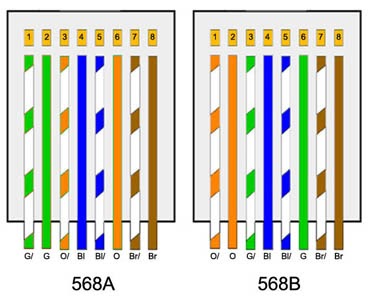 1 2 3 4 5 6 7 8
1 2 3 4 5 6 7 8
G/ G O/ Bl Bl/ O Br/ Br
O/ O G/ Bl Bl/ G Br/ Br
568A
568B